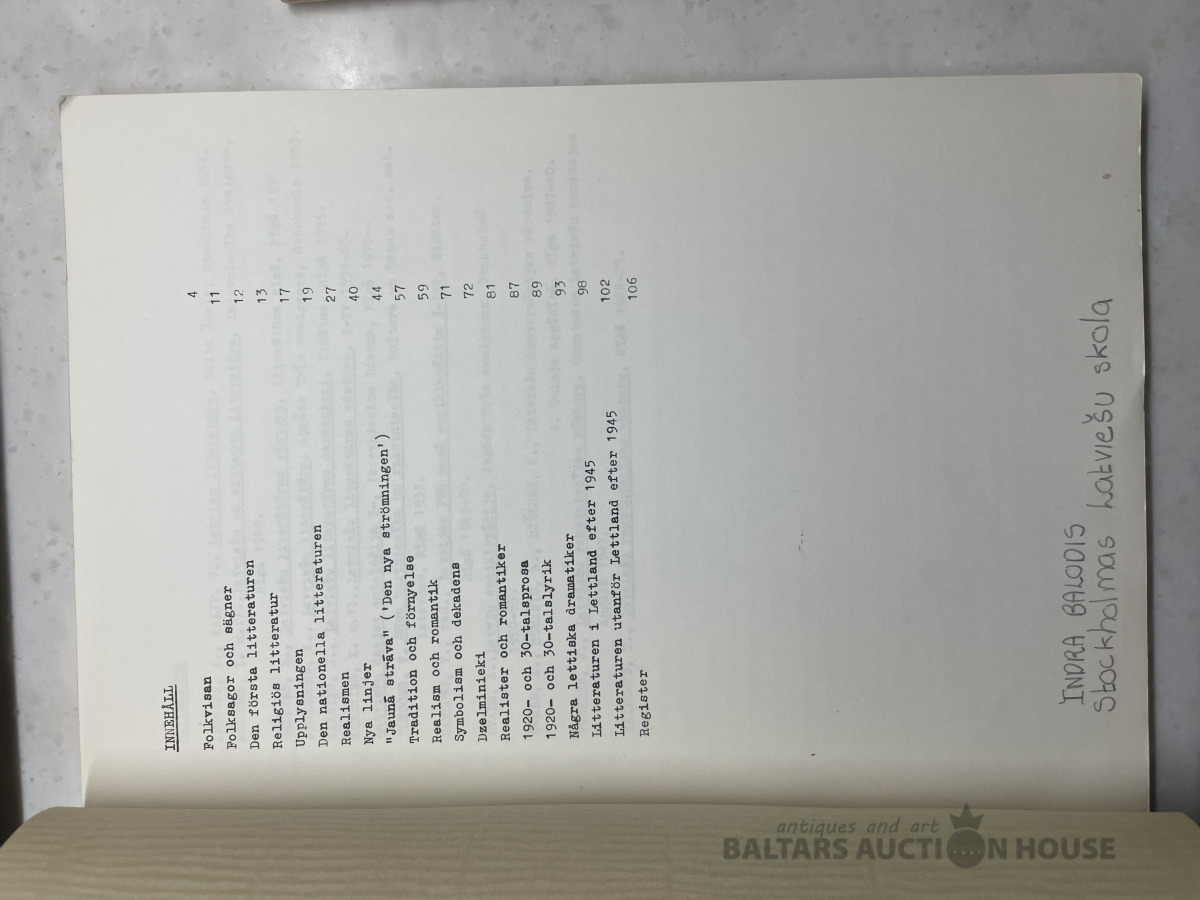 INNEHÅLL
Folkvisan 4
Folksagor och sägner 11
Den första litteraturen 12
Religiös litteratur 13
Upplysningen 17
Den nationella litteraturen 19
Realismen 27
Nya linjer 40
"Jaunā strāva" ('Den nya strömningen') 44
Tradition och förnyelse 57
Realism och romantik 59
Symbolism och dekadens 71
Dzelminieki 72
Realister och romantiker 81
1920- och 30-talsprosa 87
1920- och 30-talslyrik 89
Några lettiska dramatiker 93
Litteraturen i Lettland efter 1945 98
Litteraturen utanför Lettland efter 1945 102
Register 106
INDRA BALODIS
Stockholmas Latviešu skola
antiques and art
BALTARS AUCTION HOUSE